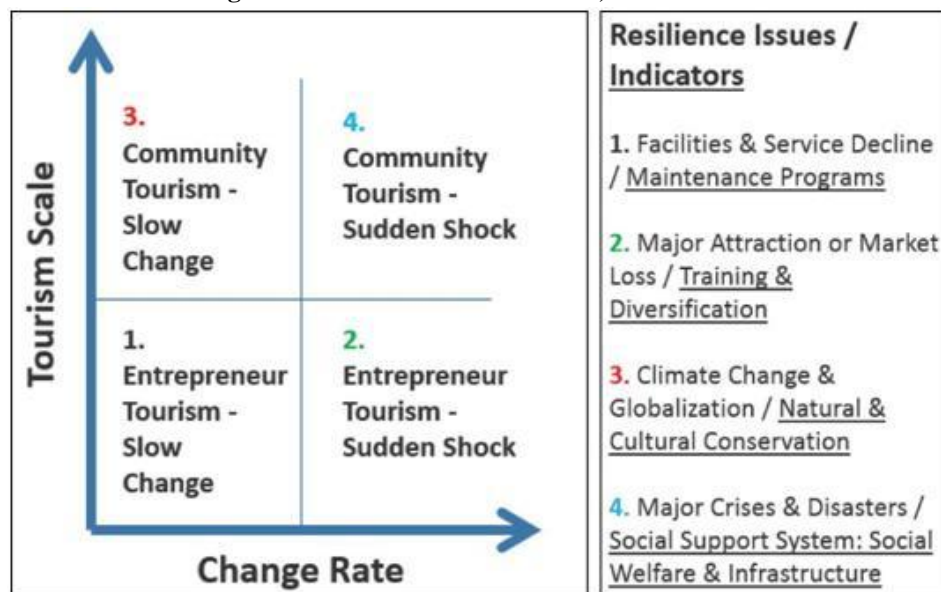 Tourism Scale
3.
Community
Tourism -
Slow
Change
4.
Community
Tourism -
Sudden Shock
1.
Entrepreneur
Tourism -
Slow
Change
2.
Entrepreneur
Tourism -
Sudden Shock
Change Rate
Resilience Issues /
Indicators
1. Facilities & Service Decline
/ Maintenance Programs
2. Major Attraction or Market
Loss / Training &
Diversification
3. Climate Change &
Globalization / Natural &
Cultural Conservation
4. Major Crises & Disasters /
Social Support System: Social
Welfare & Infrastructure